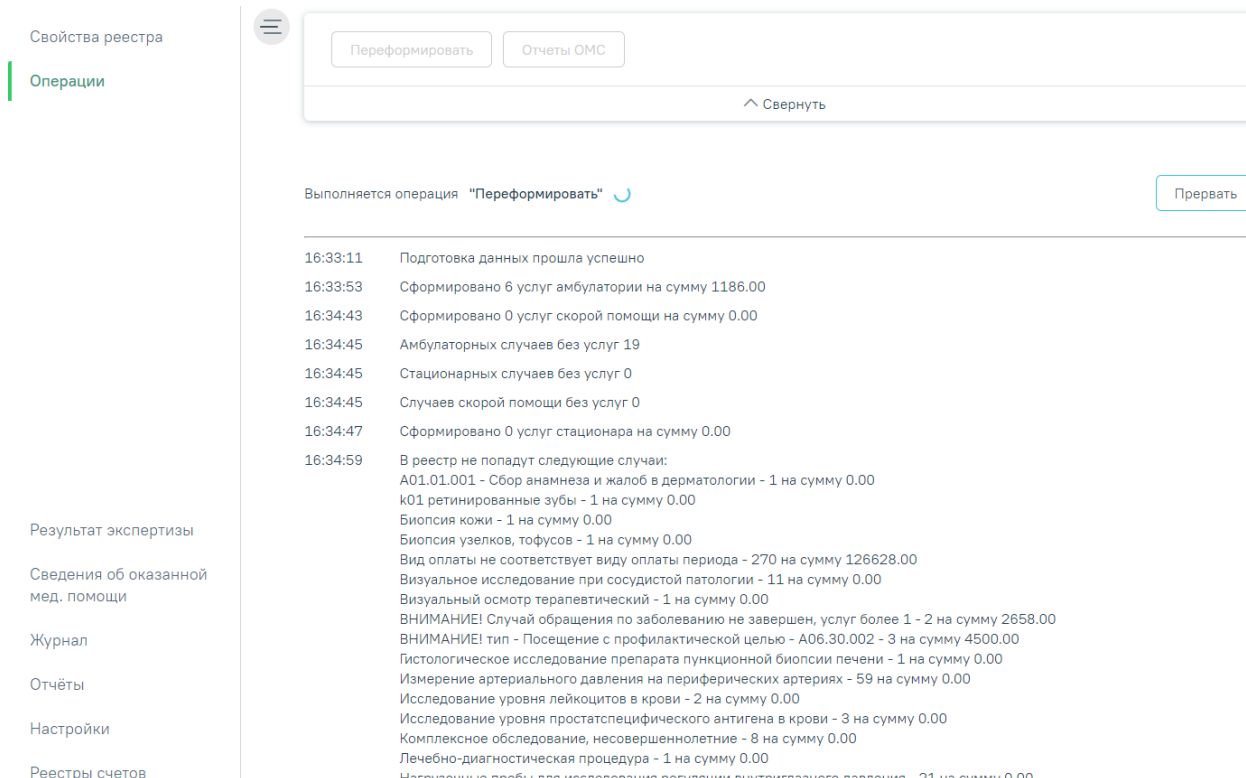 Свойства реестра
Операции
Переформировать
Отчеты ОМС
Свернуть
Выполняется операция "Переформировать"
Прервать
16:33:11 Подготовка данных прошла успешно
16:33:53 Сформировано 6 услуг амбулатории на сумму 1186.00
16:34:43 Сформировано 0 услуг скорой помощи на сумму 0.00
16:34:45 Амбулаторных случаев без услуг 19
16:34:45 Стационарных случаев без услуг 0
16:34:45 Случаев скорой помощи без услуг 0
16:34:47 Сформировано 0 услуг стационара на сумму 0.00
16:34:59 В реестр не попадут следующие случаи:
A01.01.001 - Сбор анамнеза и жалоб в дерматологии - 1 на сумму 0.00
k01 ретинированные зубы - 1 на сумму 0.00
Биопсия кожи - 1 на сумму 0.00
Биопсия узелков, тофусов - 1 на сумму 0.00
Вид оплаты не соответствует виду оплаты периода - 270 на сумму 126628.00
Визуальное исследование при сосудистой патологии - 11 на сумму 0.00
Визуальный осмотр терапевтический - 1 на сумму 0.00
ВНИМАНИЕ! Случай обращения по заболеванию не завершен, услуг более 1 - 2 на сумму 2658.00
ВНИМАНИЕ! тип - Посещение с профилактической целью - A06.30.002 - 3 на сумму 4500.00
Гистологическое исследование препарата пункционной биопсии печени - 1 на сумму 0.00
Измерение артериального давления на периферических артериях - 59 на сумму 0.00
Исследование уровня лейкоцитов в крови - 2 на сумму 0.00
Исследование уровня простатспецифического антигена в крови - 3 на сумму 0.00
Комплексное обследование, несовершеннолетние - 8 на сумму 0.00
Лечебно-диагностическая процедура - 1 на сумму 0.00
Нагрузочные пробы для исследования регуляции внутриглазного давления - 21 на сумму 0.00
Результат экспертизы
Сведения об оказанной
мед. помощи
Журнал
Отчёты
Настройки
Реестры счетов